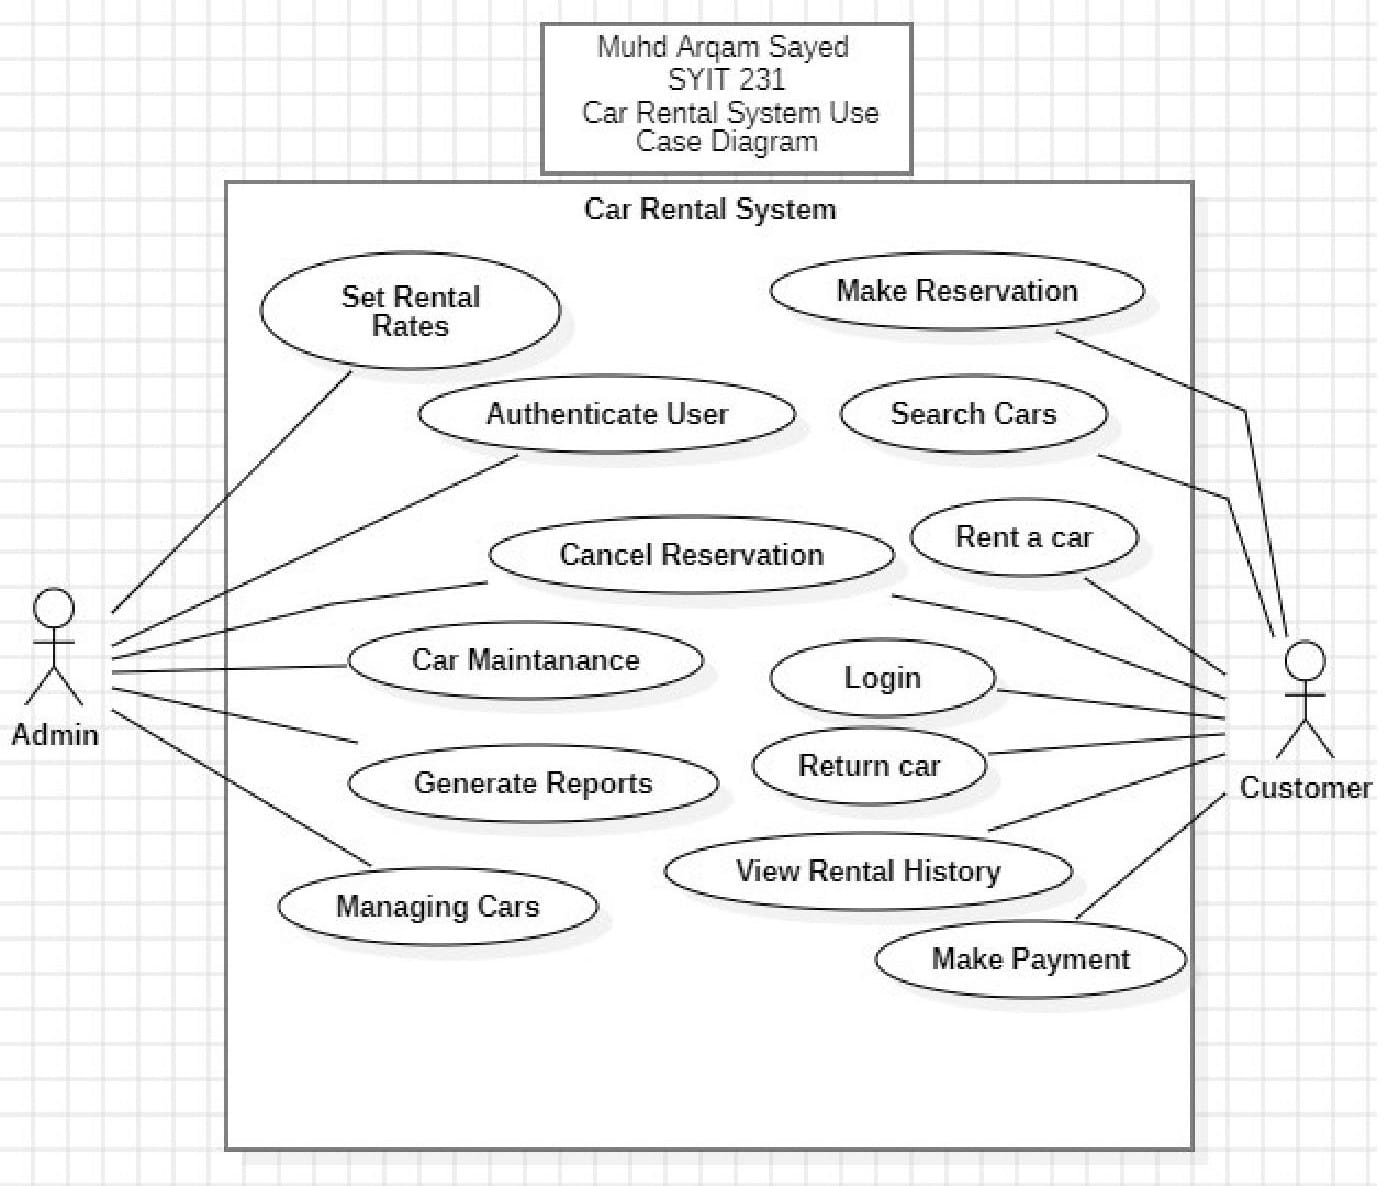 Muhd Arqam Sayed
SYIT 231
Car Rental System Use
Case Diagram
Car Rental System
Set Rental
Rates
Make Reservation
Authenticate User
Search Cars
Cancel Reservation
Rent a car
Car Maintanance
Login
Admin
Return car
Generate Reports
Customer
View Rental History
Managing Cars
Make Payment